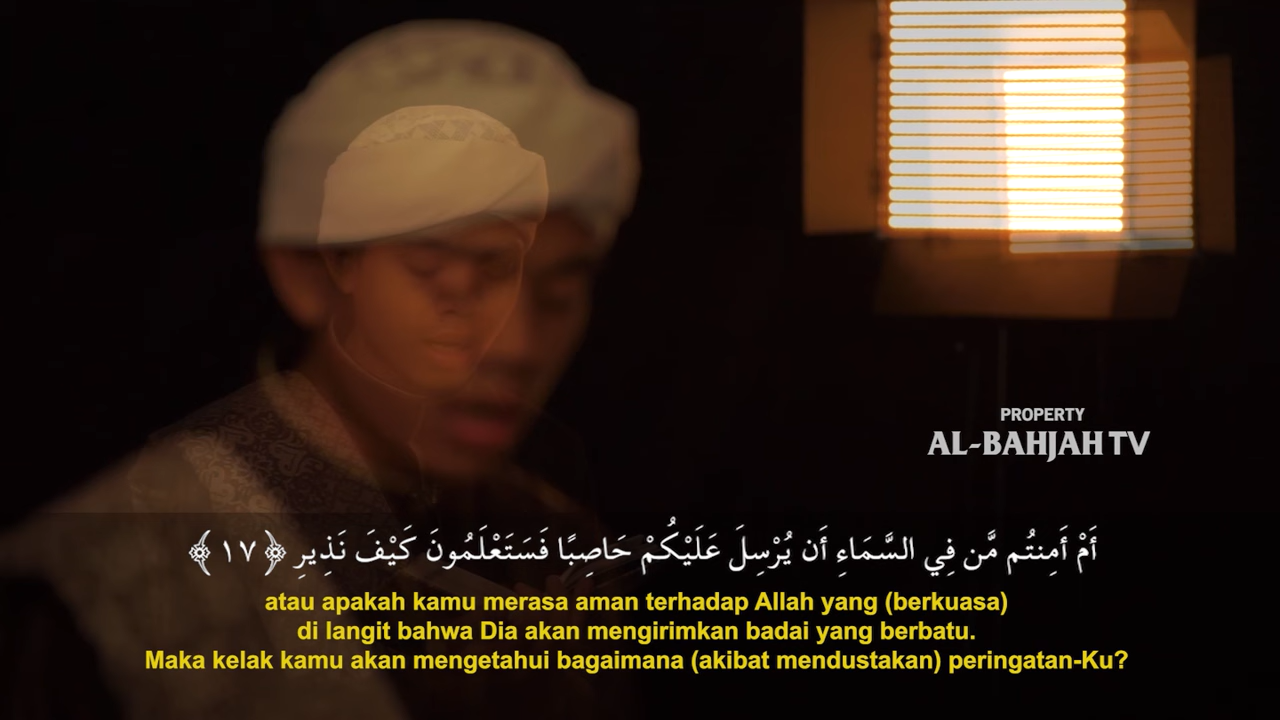 PROPERTY
AL-BAHJAH TV
أَمْ أَمِنتُم مَّن فِي السَّمَاءِ أَن يُرْسِلَ عَلَيْكُمْ حَاصِبًا فَسَتَعْلَمُونَ كَيْفَ نَذِيرِ ﴿١٧﴾
atau apakah kamu merasa aman terhadap Allah yang (berkuasa)
di langit bahwa Dia akan mengirimkan badai yang berbatu.
Maka kelak kamu akan mengetahui bagaimana (akibat mendustakan) peringatan-Ku?